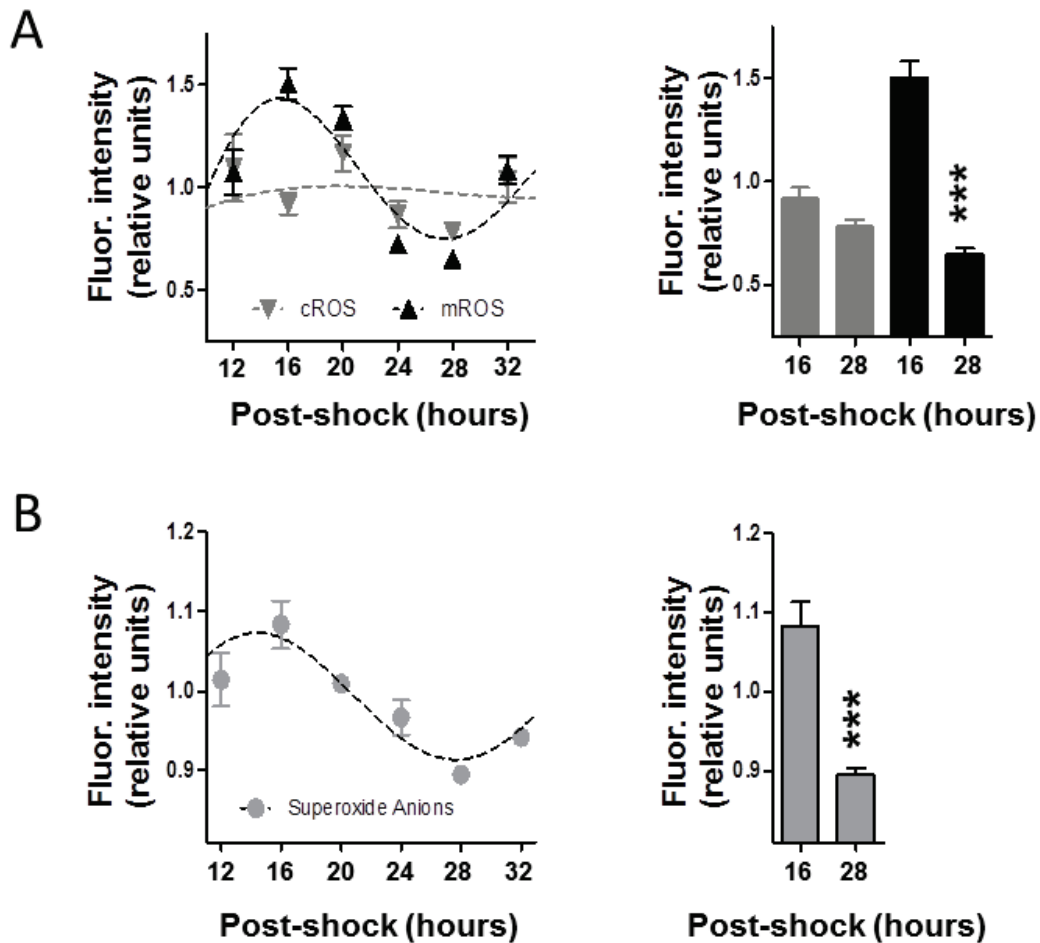 A
Fluor. intensity
(relative units)
1.5
1.0
0.5
cROS
mROS
12 16 20 24 28 32
Post-shock (hours)
Fluor. intensity
(relative units)
1.5
1.0
0.5
***
16 28 16 28
Post-shock (hours)
B
Fluor. intensity
(relative units)
1.2
1.1
1.0
0.9
Superoxide Anions
12 16 20 24 28 32
Post-shock (hours)
Fluor. intensity
(relative units)
1.2
1.1
1.0
0.9
***
16 28
Post-shock (hours)